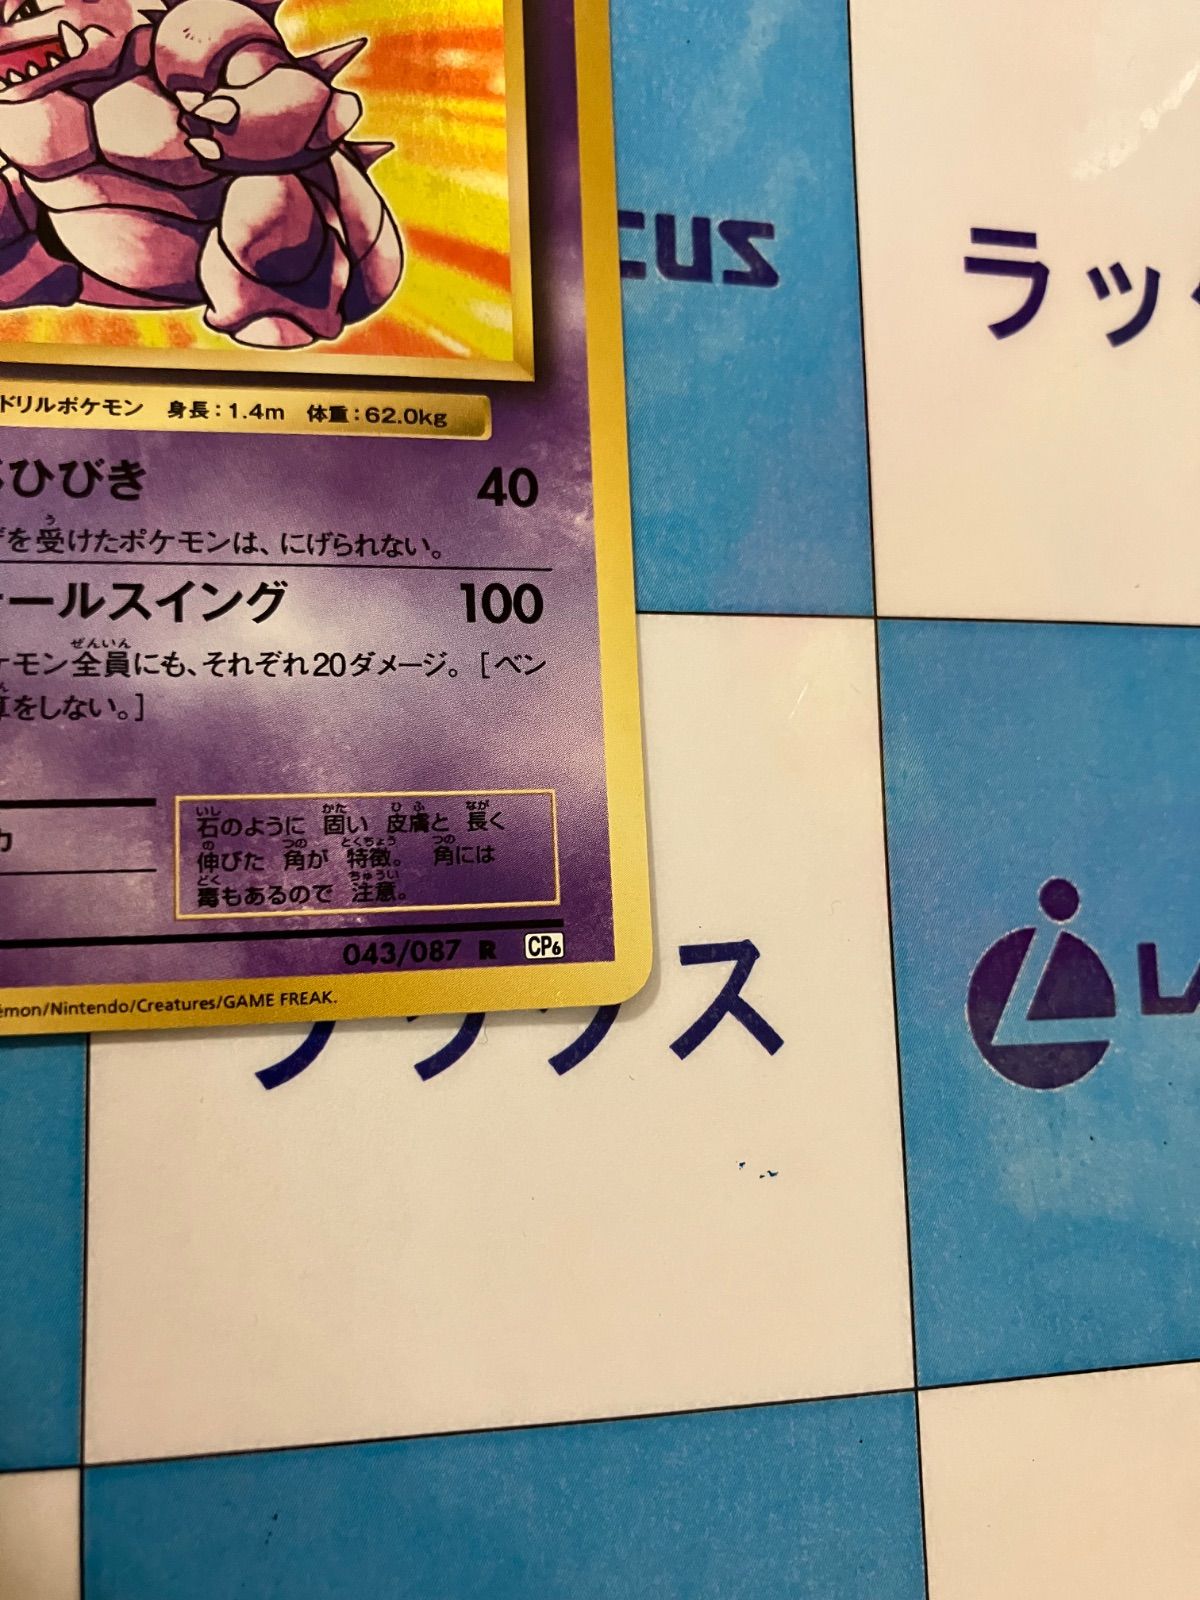 cus
ラッ
ドリルポケモン 身長:1.4m 体重:62.0kg
ひびき 40
を受けたポケモンは、にげられない。
ールスイング 100
ケモン全員にも、それぞれ20ダメージ。[ベン
算をしない。]
力
石のように 固い 皮膚と 長く
伸びた 角が 特徴。 角には
毒もあるので 注意。
043/087 R CP6
émon/Nintendo/Creatures/GAME FREAK.
ス
L